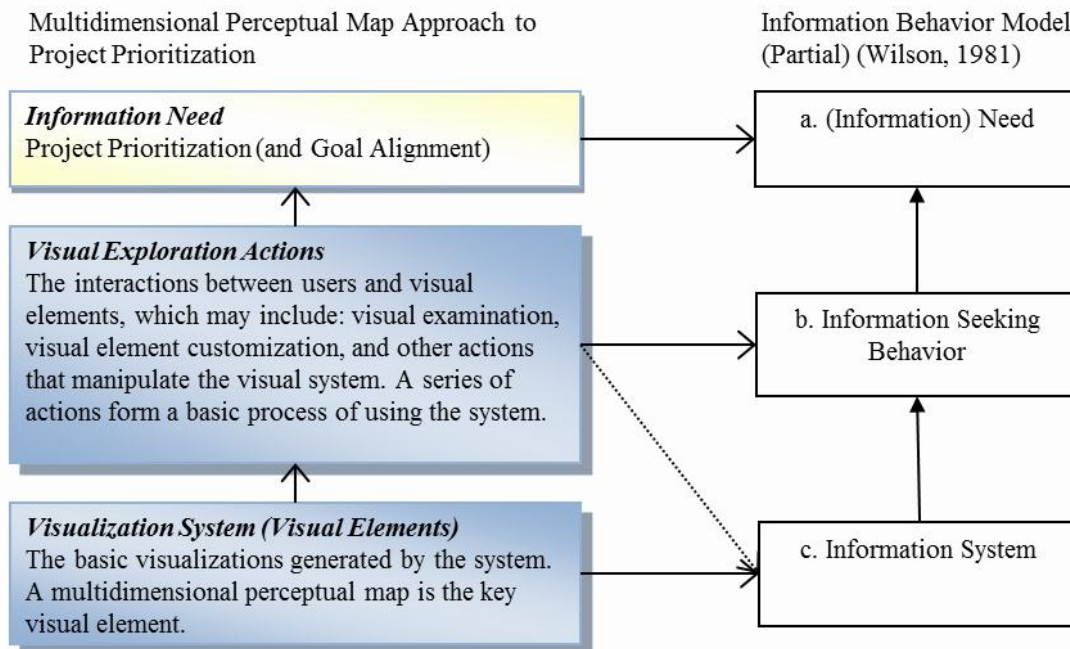 Multidimensional Perceptual Map Approach to
Project Prioritization
Information Behavior Model
(Partial) (Wilson, 1981)
Information Need
Project Prioritization (and Goal Alignment)
a. (Information) Need
Visual Exploration Actions
The interactions between users and visual
elements, which may include: visual examination,
visual element customization, and other actions
that manipulate the visual system. A series of
actions form a basic process of using the system.
b. Information Seeking
Behavior
Visualization System (Visual Elements)
The basic visualizations generated by the system.
A multidimensional perceptual map is the key
visual element.
c. Information System